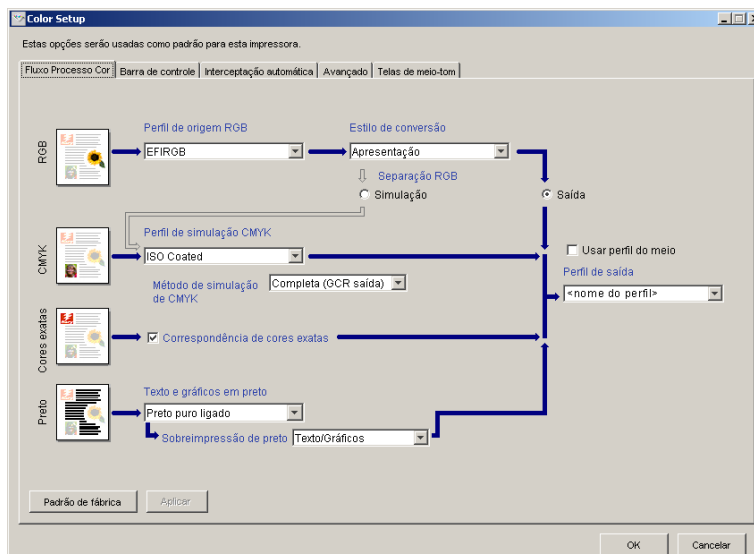 Color Setup
Estas opções serão usadas como padrão para esta impressora.
Fluxo Processo Cor Barra de controle Interceptação automática Avançado Telas de meio-tom
RGB
Perfil de origem RGB
EFIRGB
Estilo de conversão
Apresentação
Separação RGB
Simulação
Saída
CMYK
Perfil de simulação CMYK
ISO Coated
Método de simulação
de CMYK
Completa (GCR saída)
Usar perfil do meio
Perfil de saída
<nome do perfil>
Cores exatas
Correspondência de cores exatas
Preto
Texto e gráficos em preto
Preto puro ligado
Sobreimpressão de preto Texto/Gráficos
Padrão de fábrica Aplicar
OK Cancelar